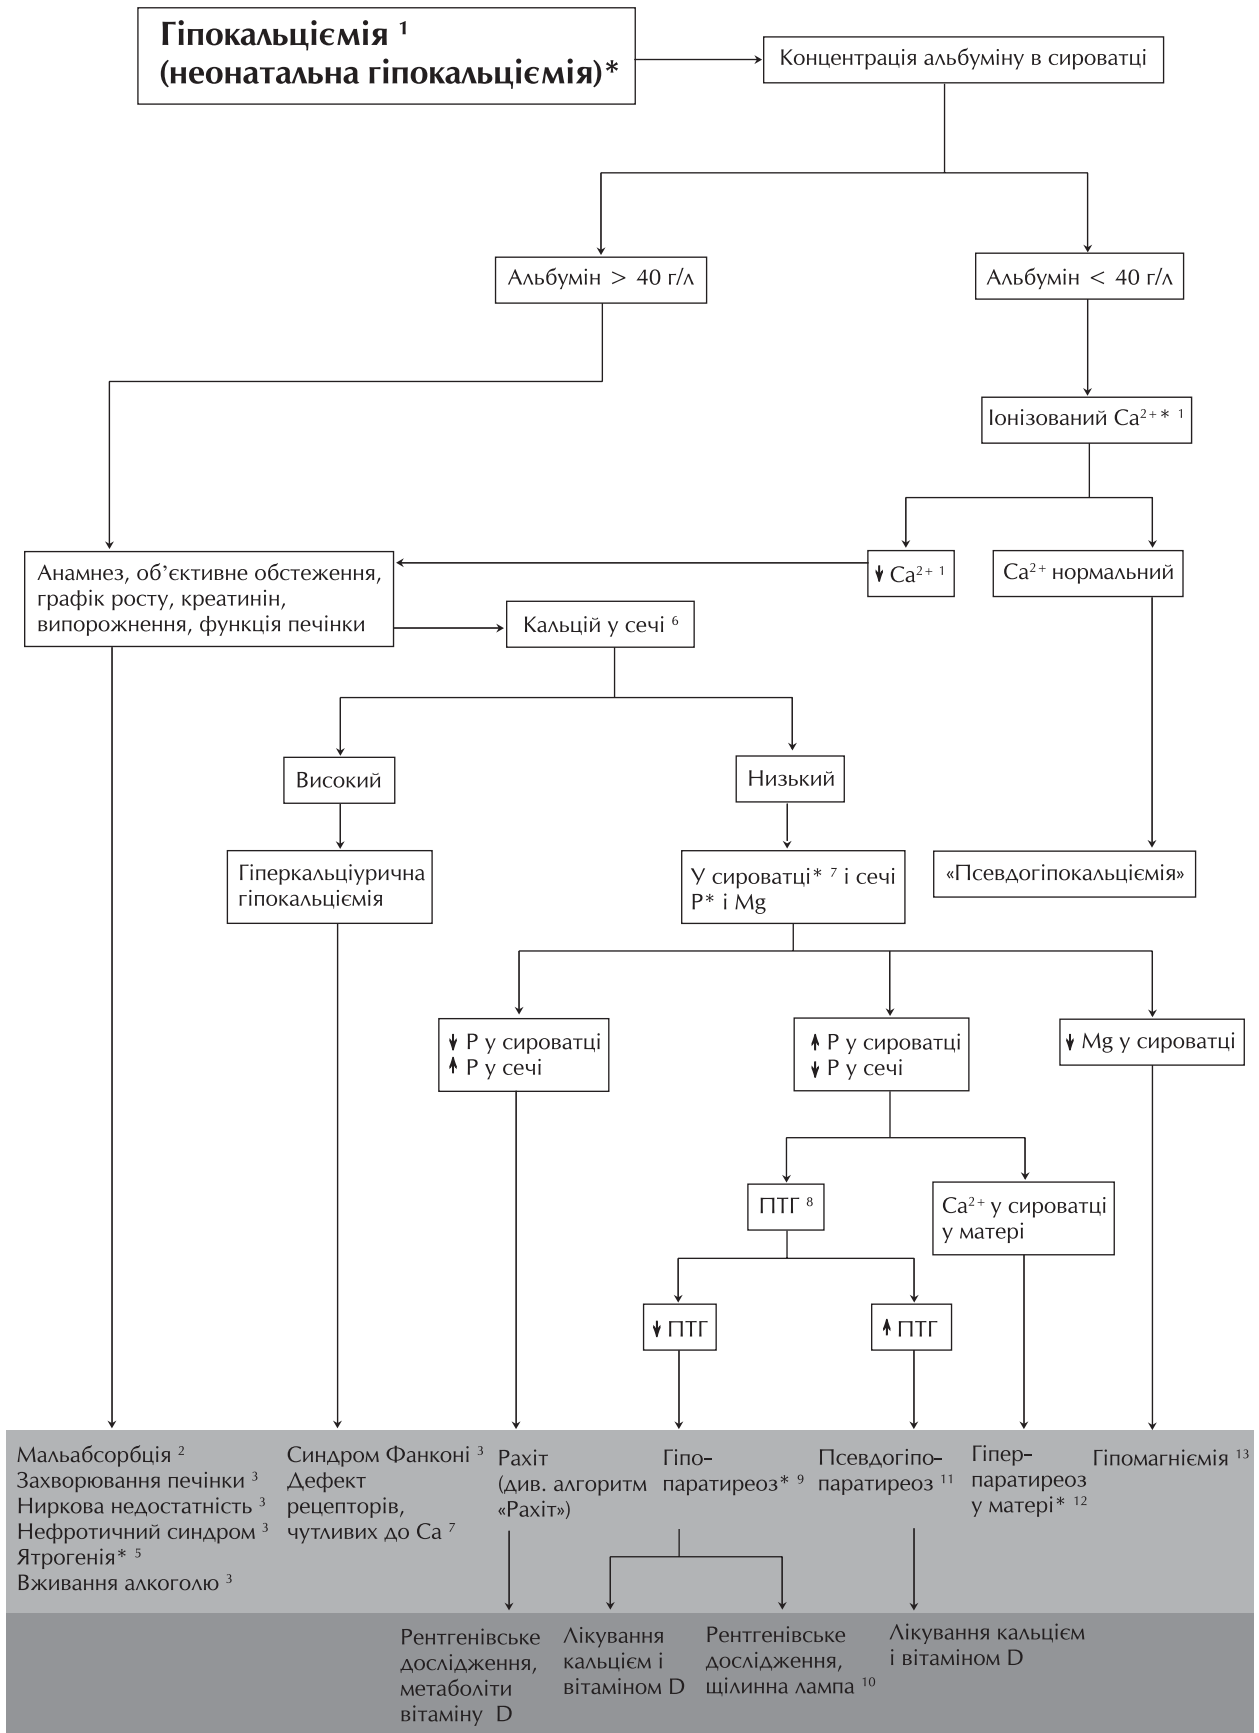 Гіпокальціємія ¹
(неонатальна гіпокальціємія)*
Концентрація альбуміну в сироватці
Альбумін > 40 г/л
Альбумін < 40 г/л
Іонізований Ca²⁺* ¹
Анамнез, об’єктивне обстеження,
графік росту, креатинін,
випорожнення, функція печінки
↓ Ca²⁺ ¹
Ca²⁺ нормальний
Кальцій у сечі ⁶
Високий
Низький
Гіперкальціурична
гіпокальціємія
У сироватці* ⁷ і сечі
P* і Mg
«Псевдогіпокальціємія»
↓ P у сироватці
↑ P у сечі
↑ P у сироватці
↓ P у сечі
↓ Mg у сироватці
ПТГ ⁸
Ca²⁺ у сироватці
у матері
↓ ПТГ
↑ ПТГ
Мальабсорбція ²
Захворювання печінки ³
Ниркова недостатність ³
Нефротичний синдром ³
Ятрогенія* ⁵
Вживання алкоголю ³
Синдром Фанконі ³
Дефект
рецепторів,
чутливих до Ca ⁷
Рахіт
(див. алгоритм
«Рахіт»)
Гіпо-
паратиреоз* ⁹
Псевдогіпо-
паратиреоз ¹¹
Гіпер-
паратиреоз
у матері* ¹²
Гіпомагніємія ¹³
Рентгенівське
дослідження,
метаболіти
вітаміну D
Лікування
кальцієм і
вітаміном D
Рентгенівське
дослідження,
щілинна лампа ¹⁰
Лікування кальцієм
і вітаміном D